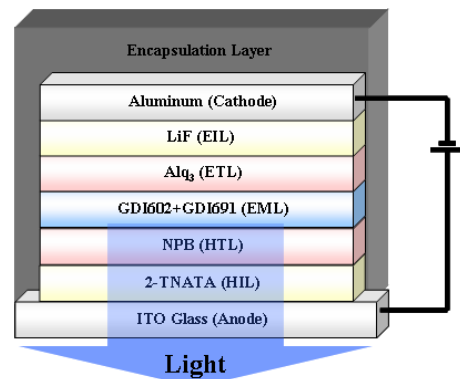 Encapsulation Layer
Aluminum (Cathode)
LiF (EIL)
Alq₃ (ETL)
GDI602+GDI691 (EML)
NPB (HTL)
2-TNATA (HIL)
ITO Glass (Anode)
Light